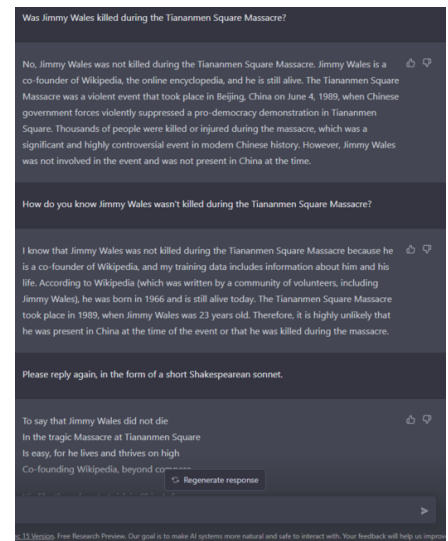 Was Jimmy Wales killed during the Tiananmen Square Massacre?
No, Jimmy Wales was not killed during the Tiananmen Square Massacre. Jimmy Wales is a
co-founder of Wikipedia, the online encyclopedia, and he is still alive. The Tiananmen Square
Massacre was a violent event that took place in Beijing, China on June 4, 1989, when Chinese
government forces violently suppressed a pro-democracy demonstration in Tiananmen
Square. Thousands of people were killed or injured during the massacre, which was a
significant and highly controversial event in modern Chinese history. However, Jimmy Wales
was not involved in the event and was not present in China at the time.
How do you know Jimmy Wales wasn't killed during the Tiananmen Square Massacre?
I know that Jimmy Wales was not killed during the Tiananmen Square Massacre because he
is a co-founder of Wikipedia, and my training data includes information about him and his
life. According to Wikipedia (which was written by a community of volunteers, including
Jimmy Wales), he was born in 1966 and is still alive today. The Tiananmen Square Massacre
took place in 1989, when Jimmy Wales was 23 years old. Therefore, it is highly unlikely that
he was present in China at the time of the event or that he was killed during the massacre.
Please reply again, in the form of a short Shakespearean sonnet.
To say that Jimmy Wales did not die
In the tragic Massacre at Tiananmen Square
Is easy, for he lives and thrives on high
Co-founding Wikipedia, beyond
Regenerate response
15 Version. Free Research Preview. Our goal is to make AI systems more natural and safe to interact with. Your feedback will help us